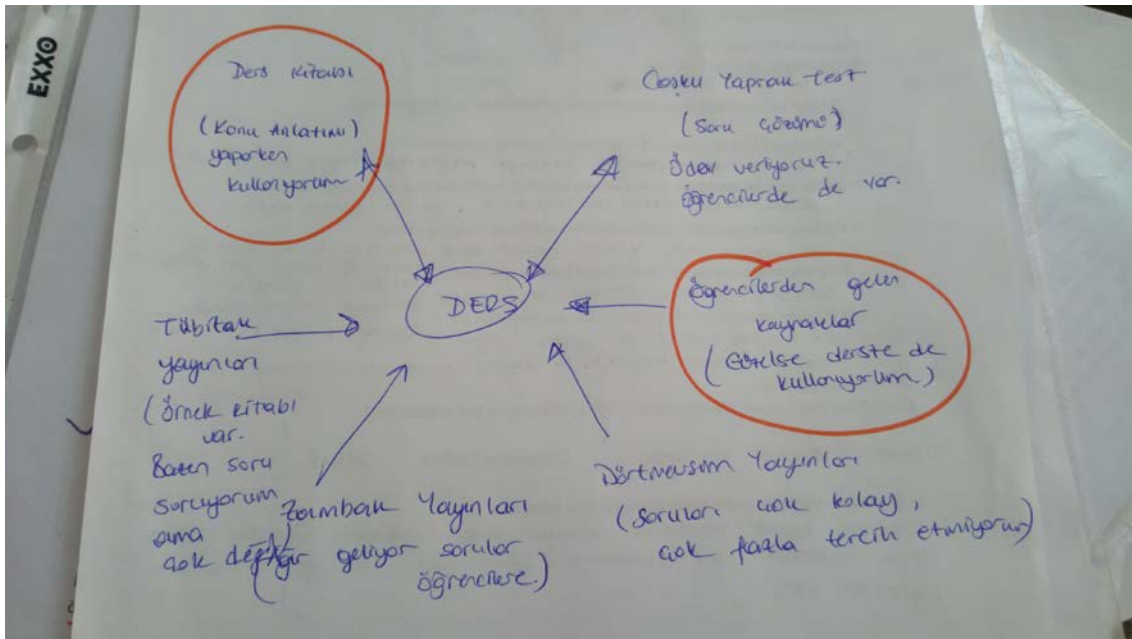 EXXO
Ders Kitabı
(Konu Anlatımı)
yaparken
kullanıyorum
Coşku Yaprak test
(Soru çözümü)
Ödev veriyoruz.
öğrencilerde de var.
DERS
Öğrencilerden gelen
kaynaklar
(Güzelse derste de
kullanıyorum.)
Tübitak
yayınları
(Örnek kitabı
var.
Bazen soru
soruyorum
ama
çok değil)
Zambak Yayınları
(Ağır geliyor sorular
öğrencilere.)
Dörtmevsim Yayınları
(Soruları çok kolay,
çok fazla tercih etmiyorum)